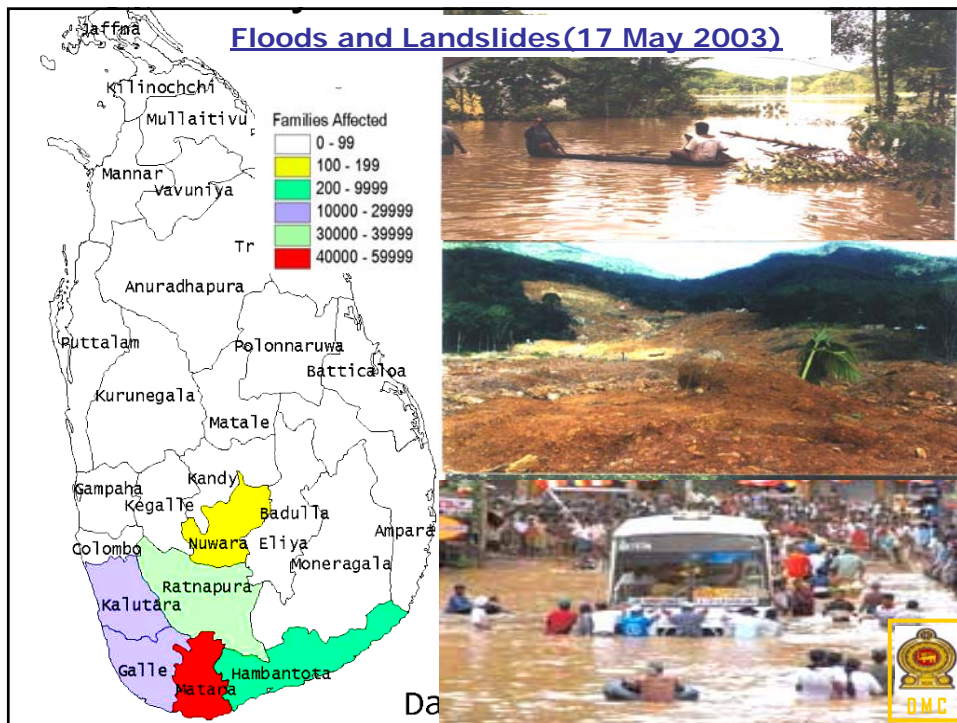 Floods and Landslides(17 May 2003)
Jaffna
Kilinochchi
Mullaitivu
Mannar
Vavuniya
Tr
Anuradhapura
Puttalam
Polonnaruwa
Batticaloa
Kurunegala
Matale
Kandy
Gampaha
Kegalle
Badulla
Ampara
Colombo
Nuwara Eliya
Moneragala
Ratnapura
Kalutara
Galle
Hambantota
Matara
Families Affected
0 - 99
100 - 199
200 - 9999
10000 - 29999
30000 - 39999
40000 - 59999
Da
DMC